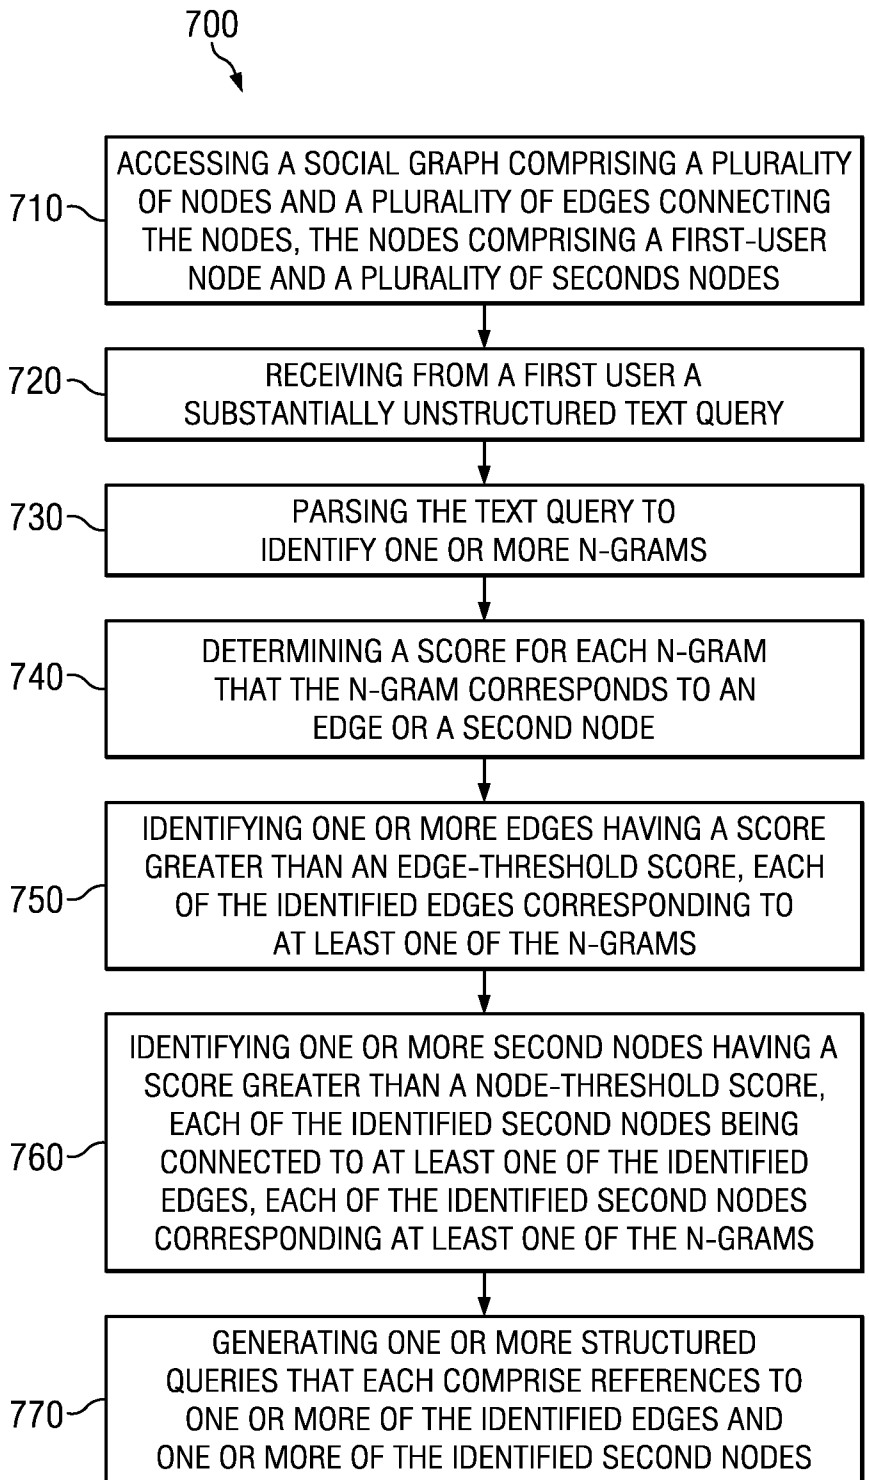 700
710
ACCESSING A SOCIAL GRAPH COMPRISING A PLURALITY
OF NODES AND A PLURALITY OF EDGES CONNECTING
THE NODES, THE NODES COMPRISING A FIRST-USER
NODE AND A PLURALITY OF SECONDS NODES
720
RECEIVING FROM A FIRST USER A
SUBSTANTIALLY UNSTRUCTURED TEXT QUERY
730
PARSING THE TEXT QUERY TO
IDENTIFY ONE OR MORE N-GRAMS
740
DETERMINING A SCORE FOR EACH N-GRAM
THAT THE N-GRAM CORRESPONDS TO AN
EDGE OR A SECOND NODE
750
IDENTIFYING ONE OR MORE EDGES HAVING A SCORE
GREATER THAN AN EDGE-THRESHOLD SCORE, EACH
OF THE IDENTIFIED EDGES CORRESPONDING TO
AT LEAST ONE OF THE N-GRAMS
760
IDENTIFYING ONE OR MORE SECOND NODES HAVING A
SCORE GREATER THAN A NODE-THRESHOLD SCORE,
EACH OF THE IDENTIFIED SECOND NODES BEING
CONNECTED TO AT LEAST ONE OF THE IDENTIFIED
EDGES, EACH OF THE IDENTIFIED SECOND NODES
CORRESPONDING AT LEAST ONE OF THE N-GRAMS
770
GENERATING ONE OR MORE STRUCTURED
QUERIES THAT EACH COMPRISE REFERENCES TO
ONE OR MORE OF THE IDENTIFIED EDGES AND
ONE OR MORE OF THE IDENTIFIED SECOND NODES